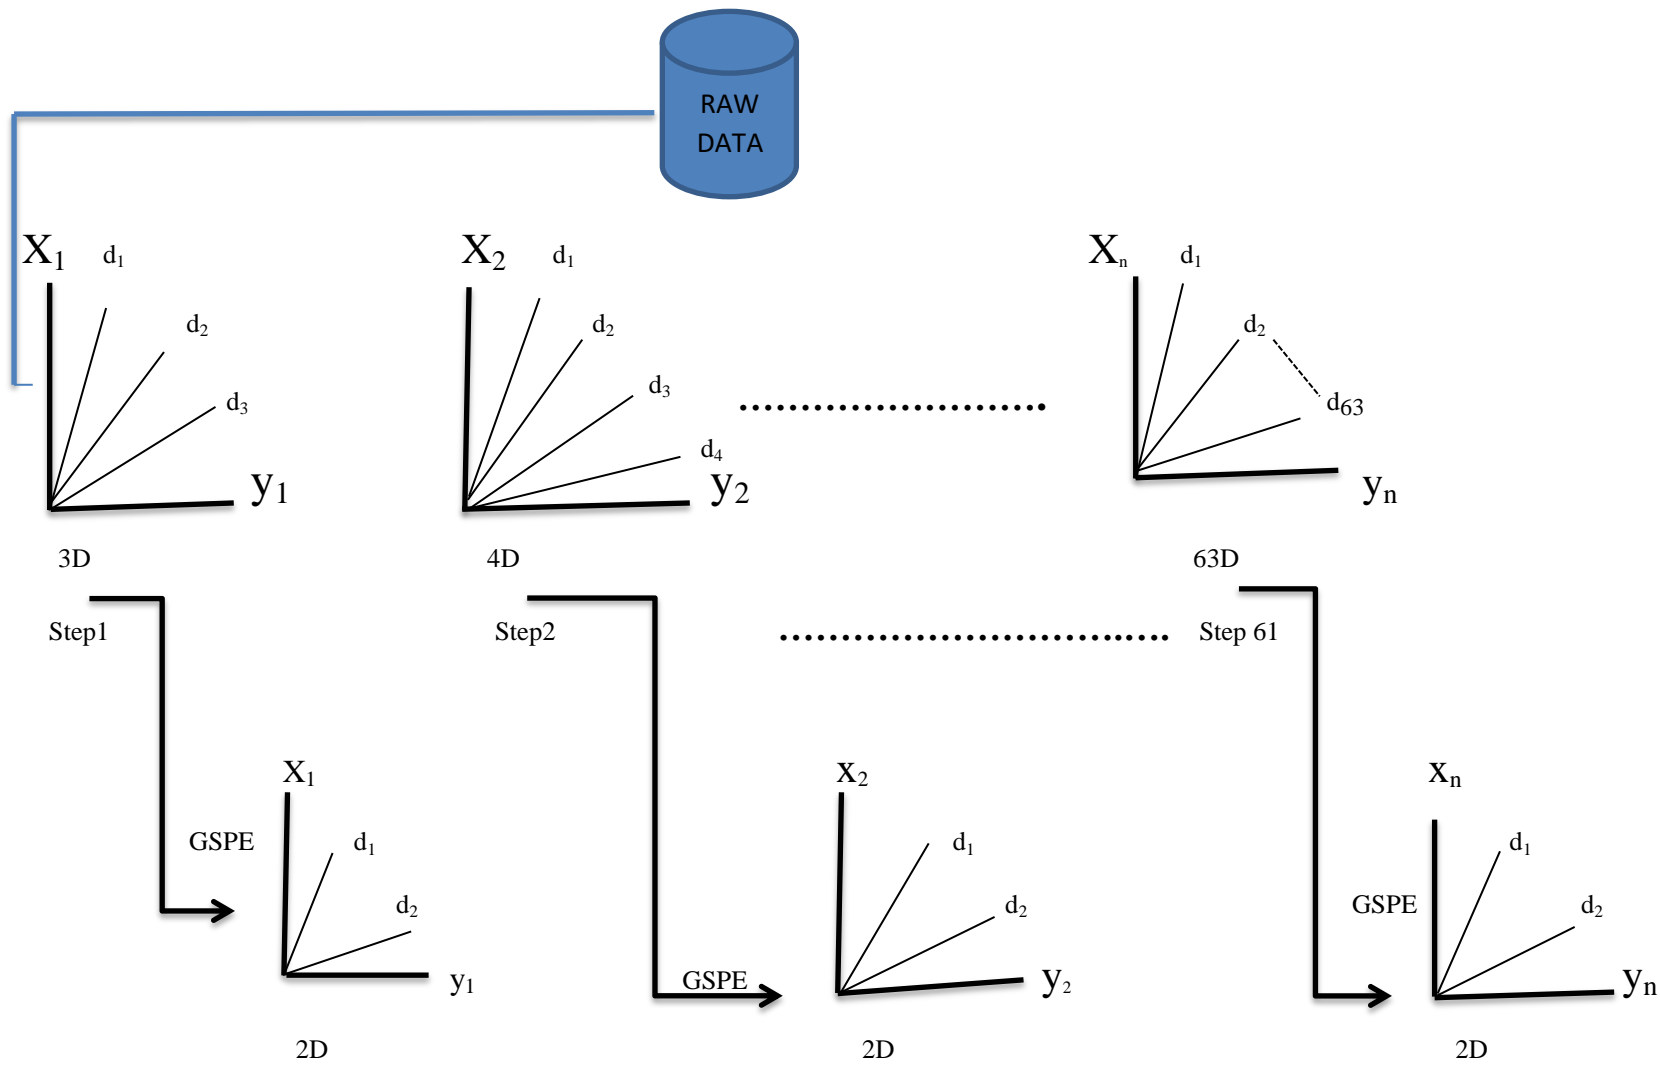 RAW
DATA
X1 d1
d2
d3
y1
X2 d1
d2
d3
d4
y2
Xn d1
d2
d63
yn
3D
4D
63D
Step1
Step2
Step 61
X1
GSPE d1
d2
y1
2D
x2
d1
d2
GSPE
y2
2D
xn
d1
GSPE
d2
yn
2D